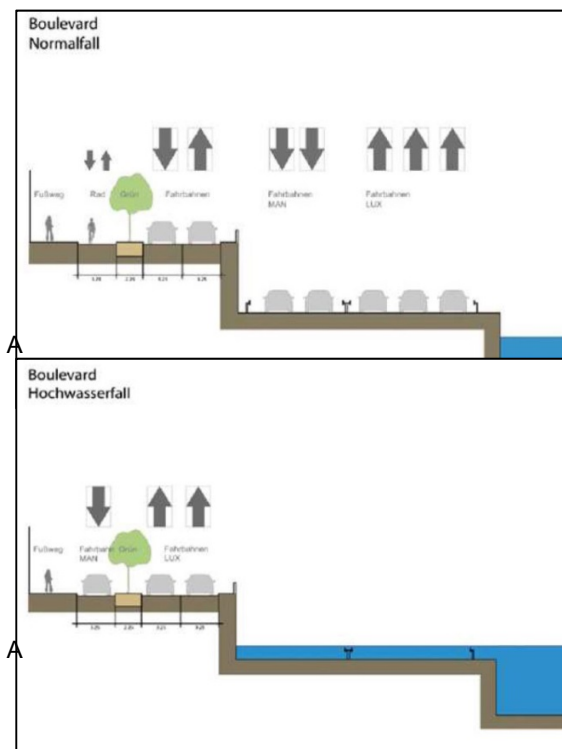 Boulevard
Normalfall
Fußweg Rad Grün Fahrbahnen Fahrbahnen Fahrbahnen
MAN LUX
A
Boulevard
Hochwasserfall
Fußweg Fahrbahn Grün Fahrbahnen
MAN LUX
A